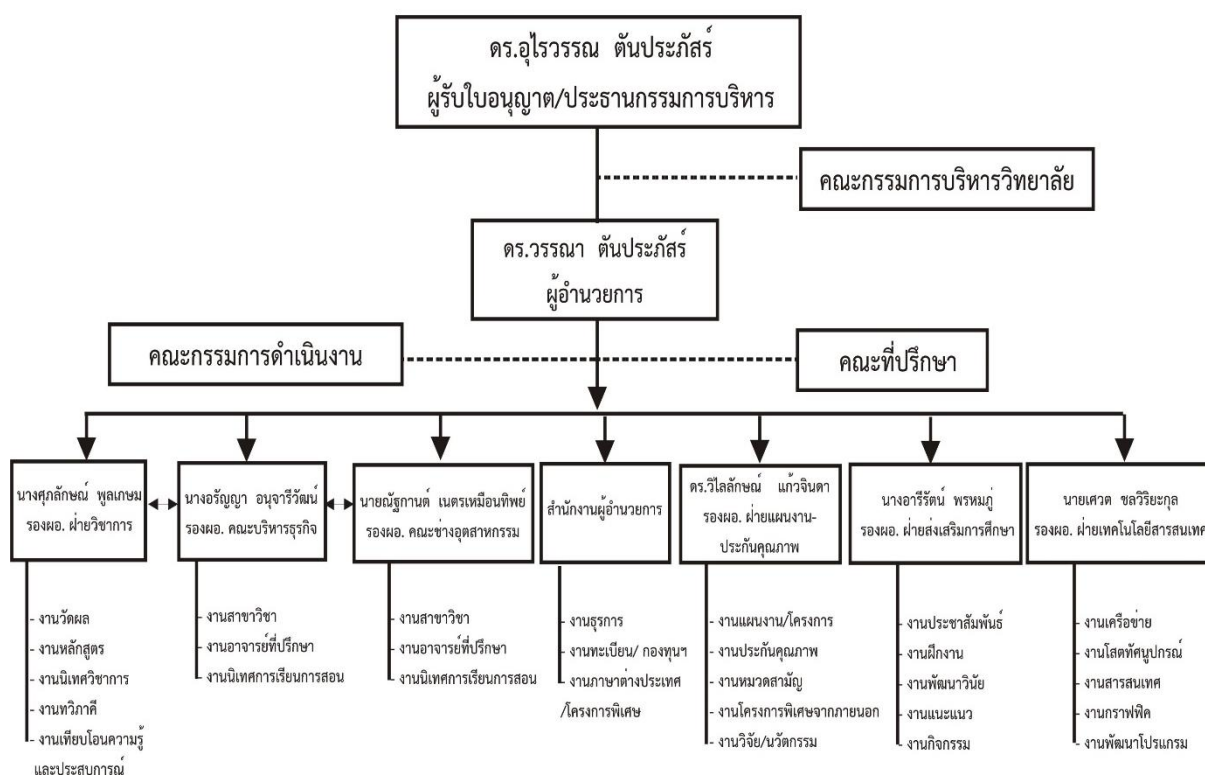 ดร.อุไรวรรณ ตันประภัสร์
ผู้รับใบอนุญาต/ประธานกรรมการบริหาร
คณะกรรมการบริหารวิทยาลัย
ดร.วรรณา ตันประภัสร์
ผู้อำนวยการ
คณะกรรมการดำเนินงาน
คณะที่ปรึกษา
นางศุภลักษณ์ พูลเกษม
รองผอ. ฝ่ายวิชาการ
- งานวัดผล
- งานหลักสูตร
- งานนิเทศวิชาการ
- งานทวิภาคี
- งานเทียบโอนความรู้
และประสบการณ์
นางอรัญญา อนุจารีวัฒน์
รองผอ. คณะบริหารธุรกิจ
- งานสาขาวิชา
- งานอาจารย์ที่ปรึกษา
- งานนิเทศการเรียนการสอน
นายณัฐกานต์ เนตรเหมือนทิพย์
รองผอ. คณะช่างอุตสาหกรรม
- งานสาขาวิชา
- งานอาจารย์ที่ปรึกษา
- งานนิเทศการเรียนการสอน
สำนักงานผู้อำนวยการ
- งานธุรการ
- งานทะเบียน/ กองทุนฯ
- งานภาษาต่างประเทศ
/โครงการพิเศษ
ดร.วิไลลักษณ์ แก้วจินดา
รองผอ. ฝ่ายแผนงาน-
ประกันคุณภาพ
- งานแผนงาน/โครงการ
- งานประกันคุณภาพ
- งานหมวดสามัญ
- งานโครงการพิเศษจากภายนอก
- งานวิจัย/นวัตกรรม
นางอารีรัตน์ พรหมภู่
รองผอ. ฝ่ายส่งเสริมการศึกษา
- งานประชาสัมพันธ์
- งานฝึกงาน
- งานพัฒนาวินัย
- งานแนะแนว
- งานกิจกรรม
นายเศวต ชลวิริยะกุล
รองผอ. ฝ่ายเทคโนโลยีสารสนเทศ
- งานเครือข่าย
- งานโสตทัศนูปกรณ์
- งานสารสนเทศ
- งานกราฟฟิค
- งานพัฒนาโปรแกรม